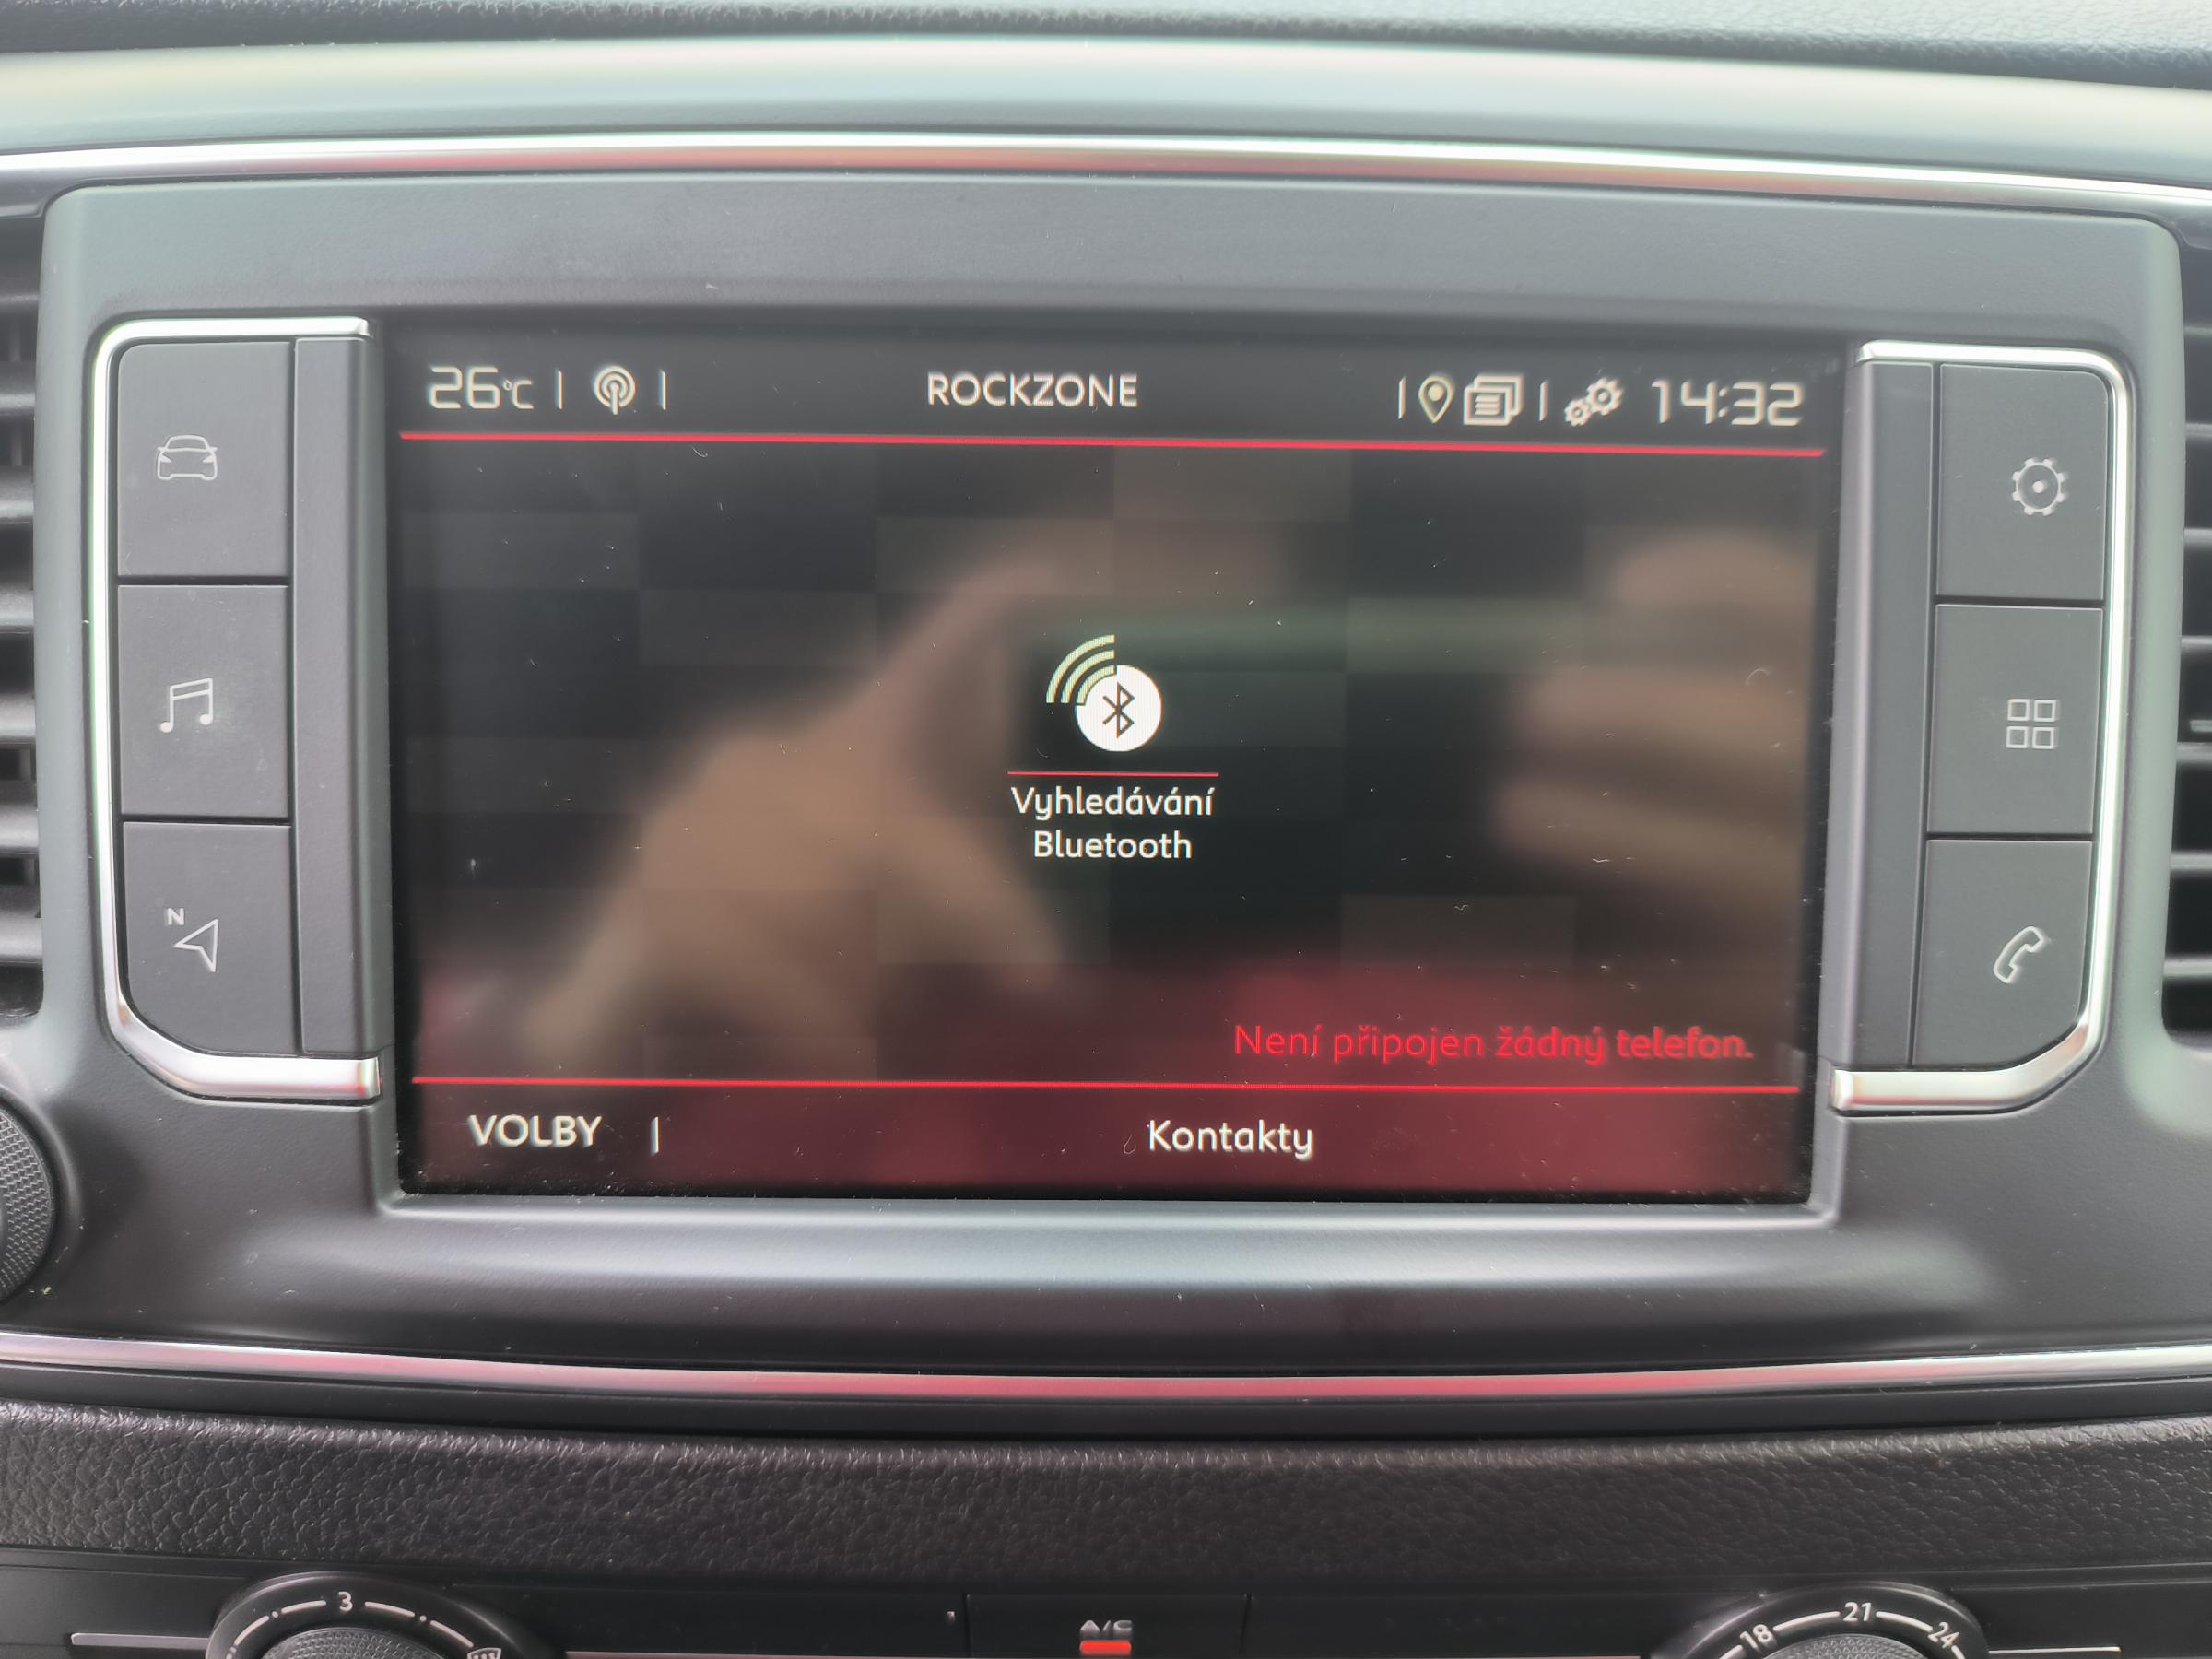 26°C
ROCKZONE
14:32
N
Vyhledávání
Bluetooth
Není připojen žádný telefon.
VOLBY
Kontakty
3
A/C
18
21
24